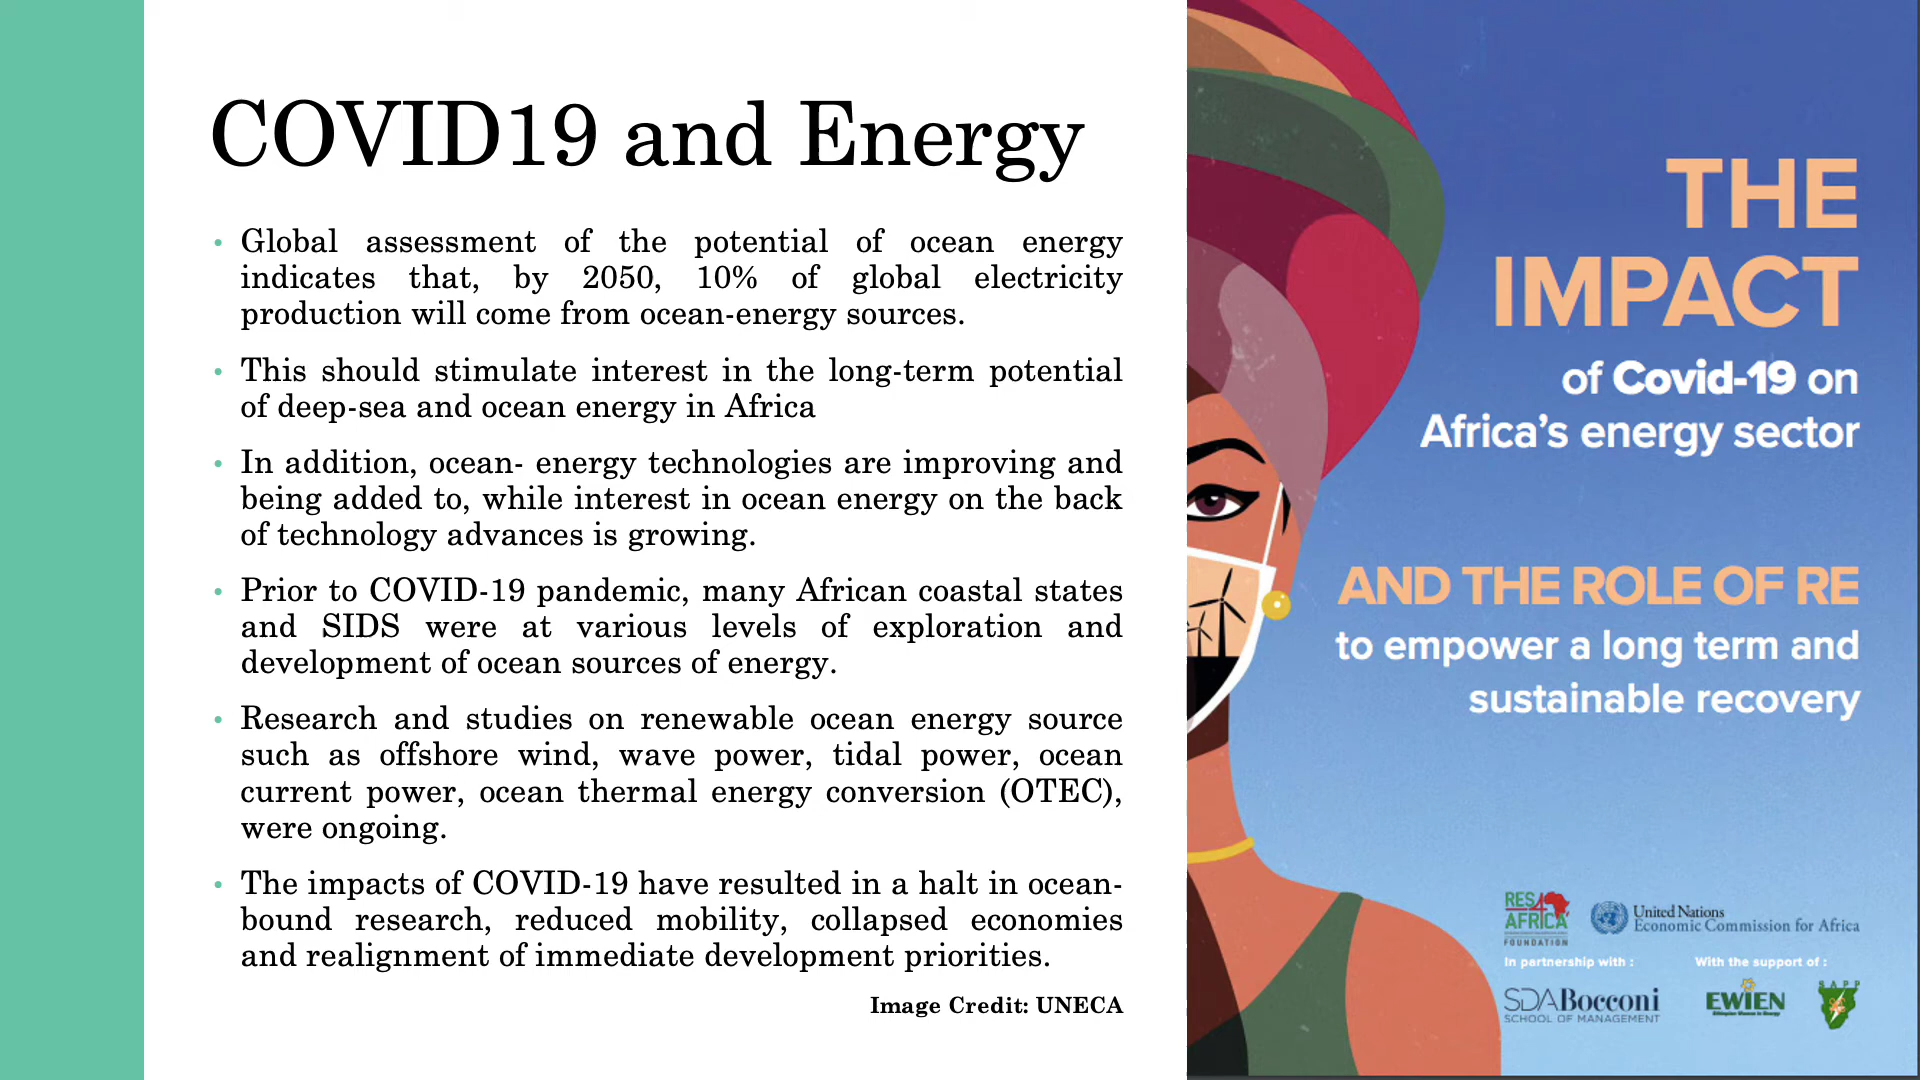 COVID19 and Energy
Global assessment of the potential of ocean energy
indicates that, by 2050, 10% of global electricity
production will come from ocean-energy sources.
This should stimulate interest in the long-term potential
of deep-sea and ocean energy in Africa
In addition, ocean- energy technologies are improving and
being added to, while interest in ocean energy on the back
of technology advances is growing.
Prior to COVID-19 pandemic, many African coastal states
and SIDS were at various levels of exploration and
development of ocean sources of energy.
Research and studies on renewable ocean energy source
such as offshore wind, wave power, tidal power, ocean
current power, ocean thermal energy conversion (OTEC),
were ongoing.
The impacts of COVID-19 have resulted in a halt in ocean-
bound research, reduced mobility, collapsed economies
and realignment of immediate development priorities.
Image Credit: UNECA
THE
IMPACT
of Covid-19 on
Africa's energy sector
AND THE ROLE OF RE
to empower a long term and
sustainable recovery
RES4
AFRICA
FOUNDATION
United Nations
Economic Commission for Africa
In partnership with :
With the support of :
SDA Bocconi
SCHOOL OF MANAGEMENT
EWiEN
Ethiopian Women in Energy
SAPP